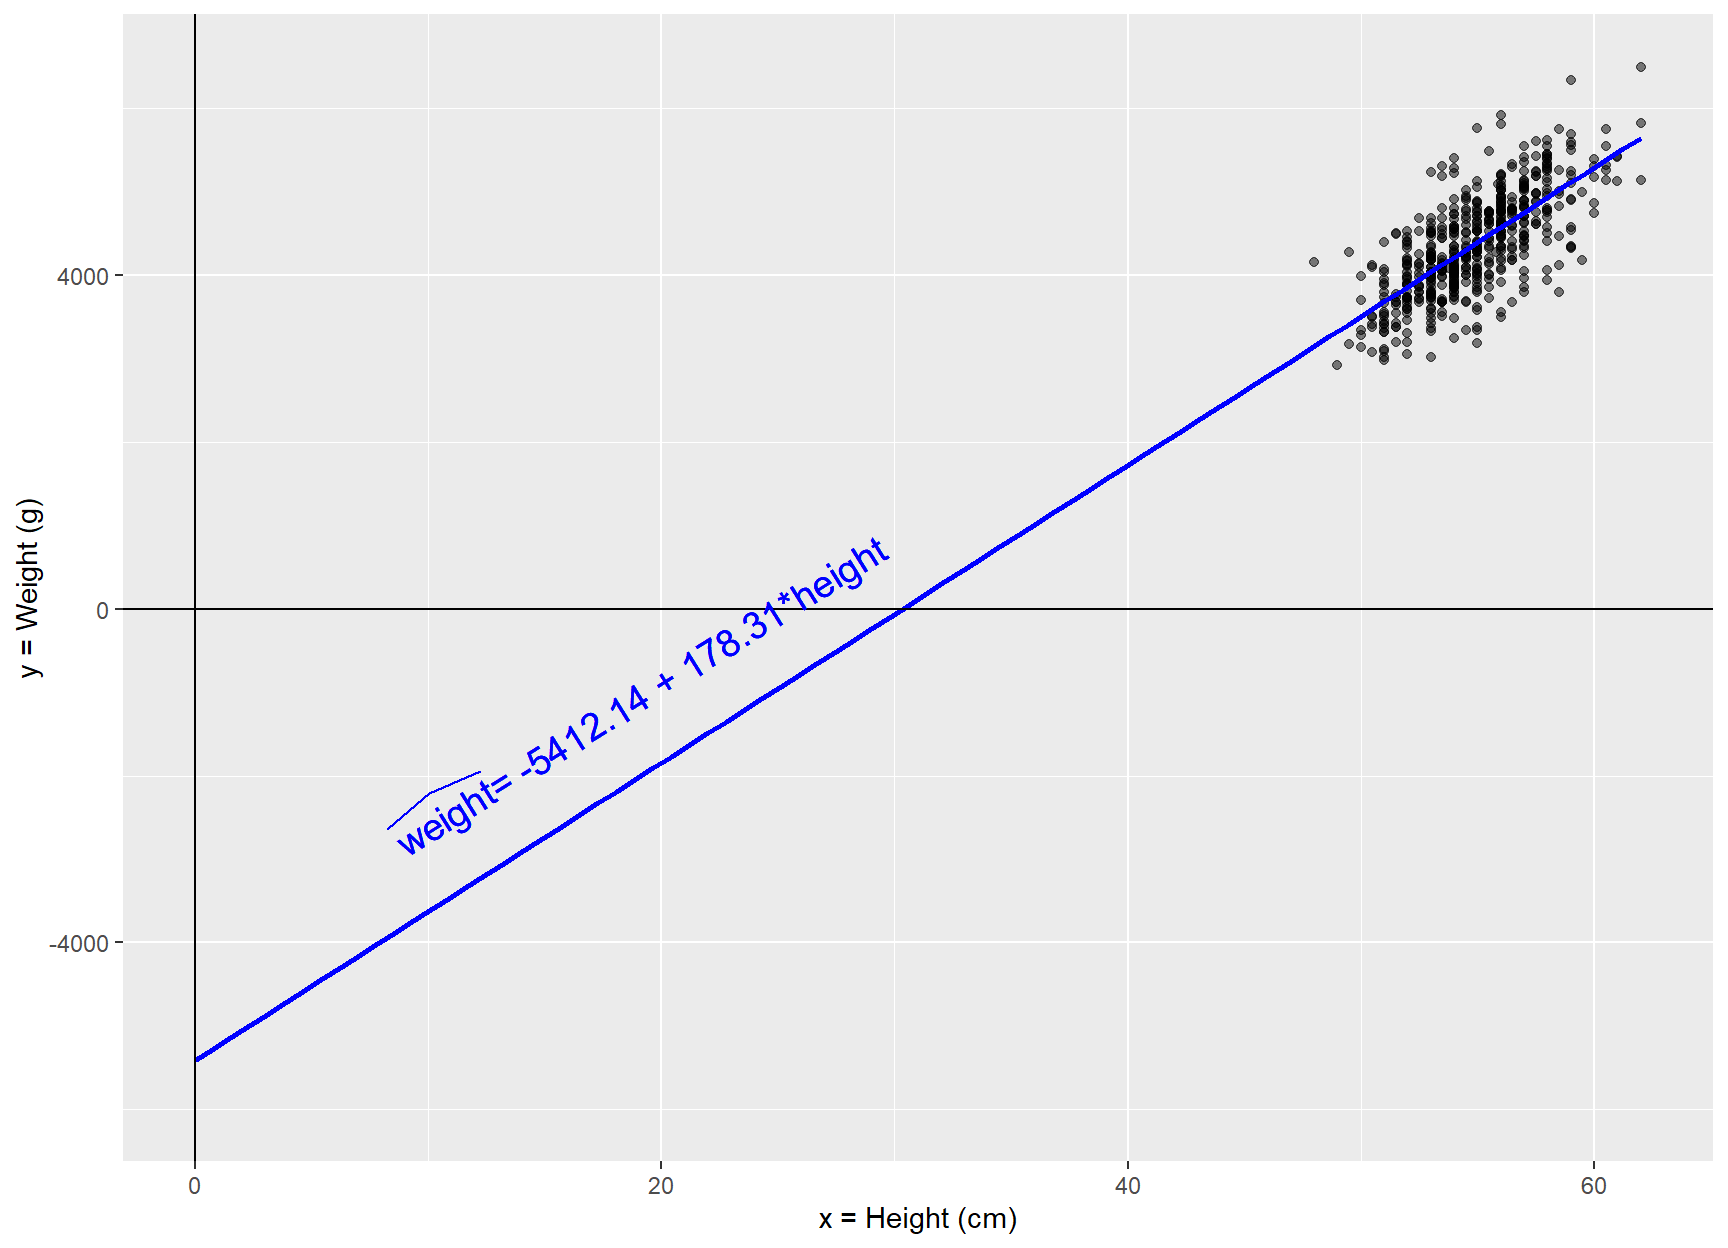 4000
0
-4000
y = Weight (g)
weight= -5412.14 + 178.31*height
0 20 40 60
x = Height (cm)